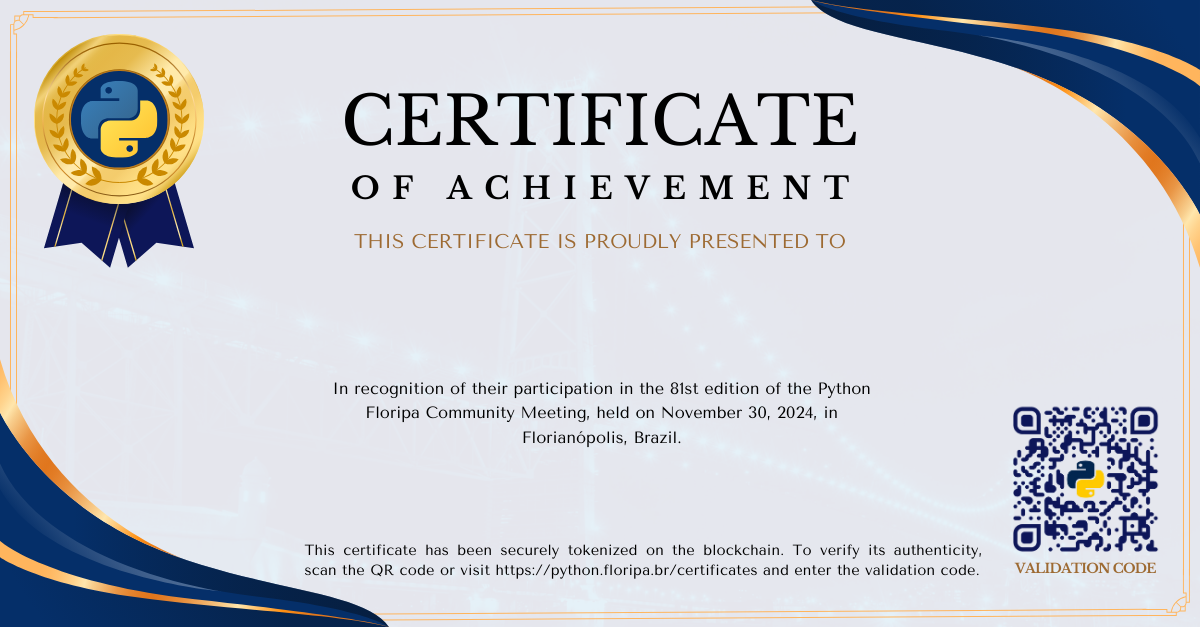 CERTIFICATE
OF ACHIEVEMENT
THIS CERTIFICATE IS PROUDLY PRESENTED TO
In recognition of their participation in the 81st edition of the Python
Floripa Community Meeting, held on November 30, 2024, in
Florianópolis, Brazil.
This certificate has been securely tokenized on the blockchain. To verify its authenticity,
scan the QR code or visit https://python.floripa.br/certificates and enter the validation code.
VALIDATION CODE